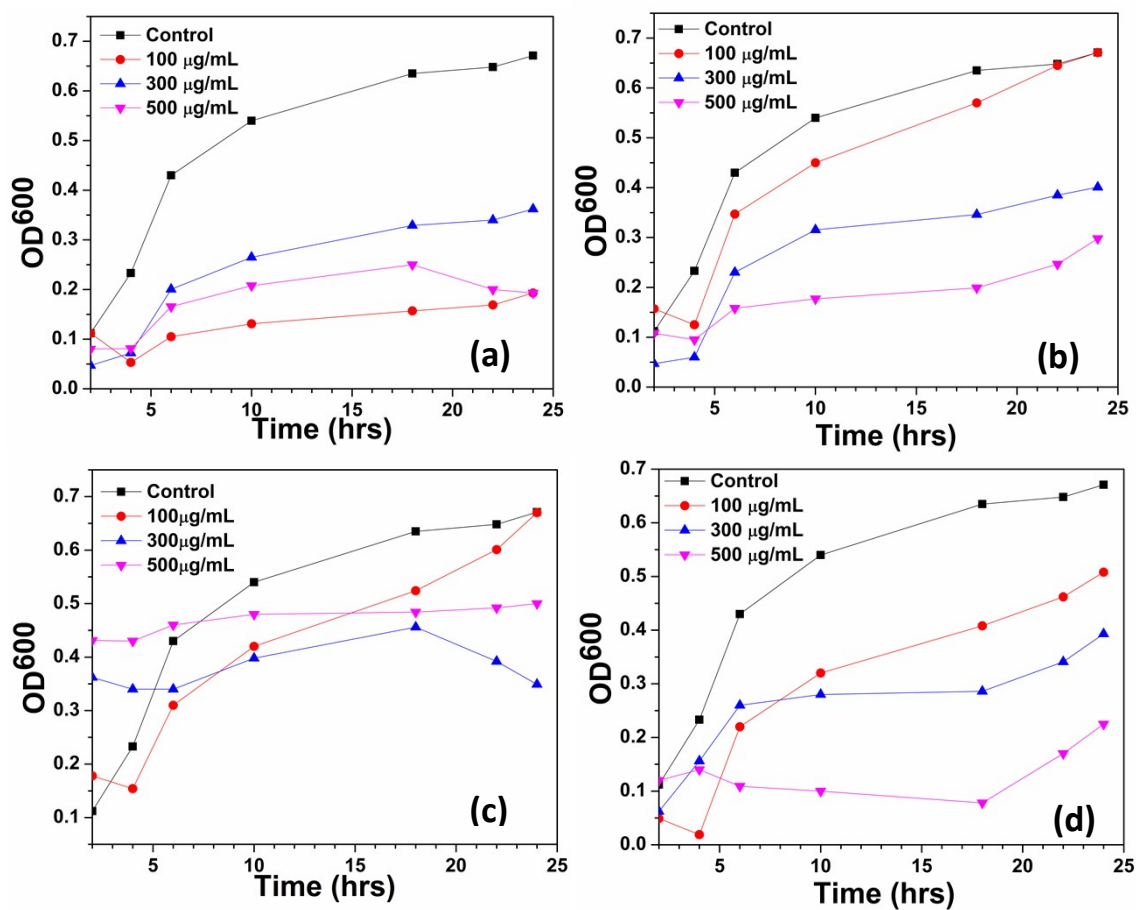 0.7
0.6
0.5
0.4
0.3
0.2
0.1
0.0
OD600
Control
100 μg/mL
300 μg/mL
500 μg/mL
(a)
5 10 15 20 25
Time (hrs)
0.7
0.6
0.5
0.4
0.3
0.2
0.1
0.0
OD600
Control
100 μg/mL
300 μg/mL
500 μg/mL
(b)
5 10 15 20 25
Time (hrs)
0.7
0.6
0.5
0.4
0.3
0.2
0.1
OD600
Control
100μg/mL
300μg/mL
500μg/mL
(c)
5 10 15 20 25
Time (hrs)
0.7
0.6
0.5
0.4
0.3
0.2
0.1
0.0
OD600
Control
100 μg/mL
300 μg/mL
500 μg/mL
(d)
5 10 15 20 25
Time (hrs)